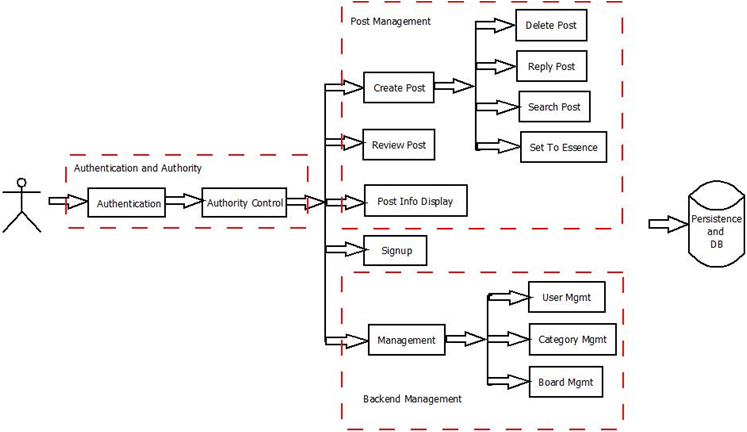 Post Management
Delete Post
Reply Post
Create Post
Search Post
Review Post
Set To Essence
Authentication and Authority
Authentication
Authority Control
Post Info Display
Persistence
and
DB
Signup
User Mgmt
Management
Category Mgmt
Board Mgmt
Backend Management